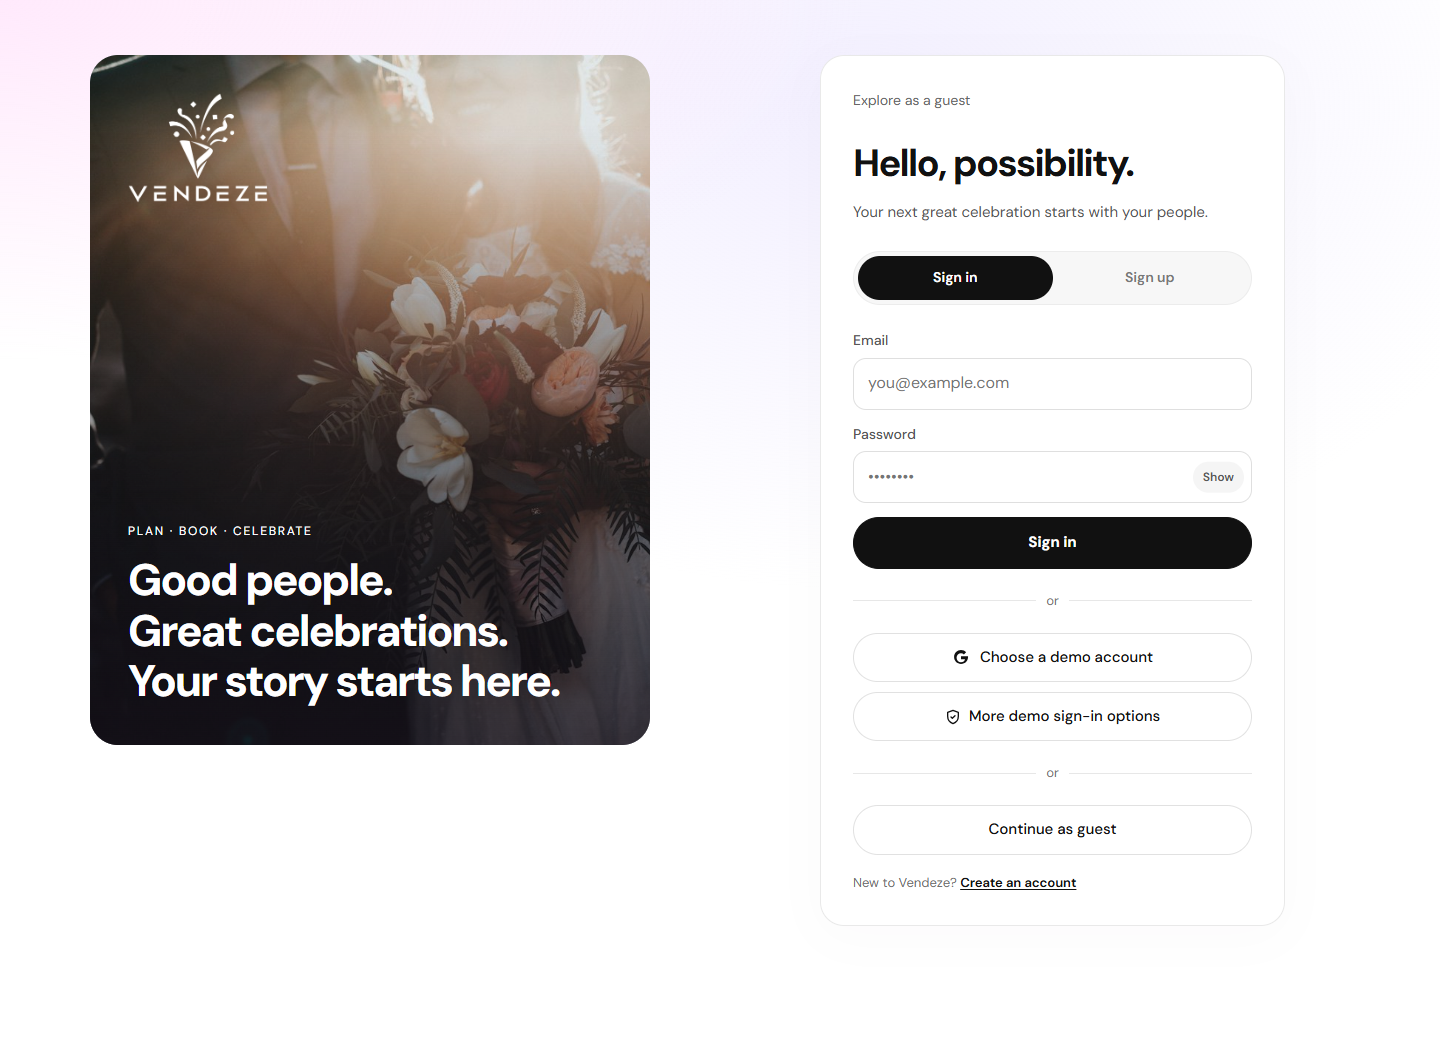 VENDEZE
PLAN · BOOK · CELEBRATE
Good people.
Great celebrations.
Your story starts here.
Explore as a guest
Hello, possibility.
Your next great celebration starts with your people.
Sign in
Sign up
Email
you@example.com
Password
••••••••
Show
Sign in
or
G Choose a demo account
More demo sign-in options
or
Continue as guest
New to Vendeze? Create an account